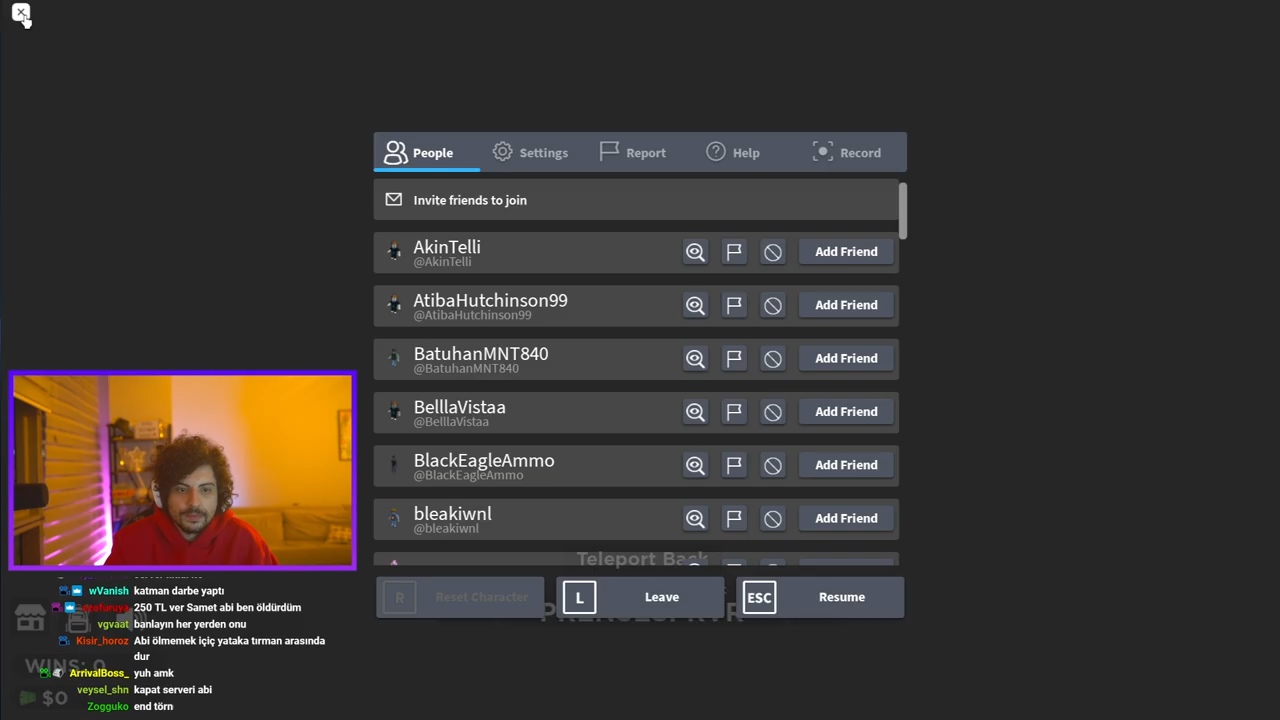 People
Settings
Report
Help
Record
Invite friends to join
AkinTelli
@AkinTelli
Add Friend
AtibaHutchinson99
@AtibaHutchinson99
Add Friend
BatuhanMNT840
@BatuhanMNT840
Add Friend
BelllaVistaa
@BelllaVistaa
Add Friend
BlackEagleAmmo
@BlackEagleAmmo
Add Friend
bleakiwnl
@bleakiwnl
Add Friend
Teleport Back
R Reset Character
L Leave
ESC Resume
wVanish katman darbe yaptı
250 TL ver Samet abi ben öldürdüm
vgvaat banlayın her yerden onu
Kisir_horoz Abi ölmemek içiç yataka tırman arasında
dur
WINS: 0
ArrivalBoss_ yuh amk
veysel_shn kapat serveri abi
$0
Zogguko end törn